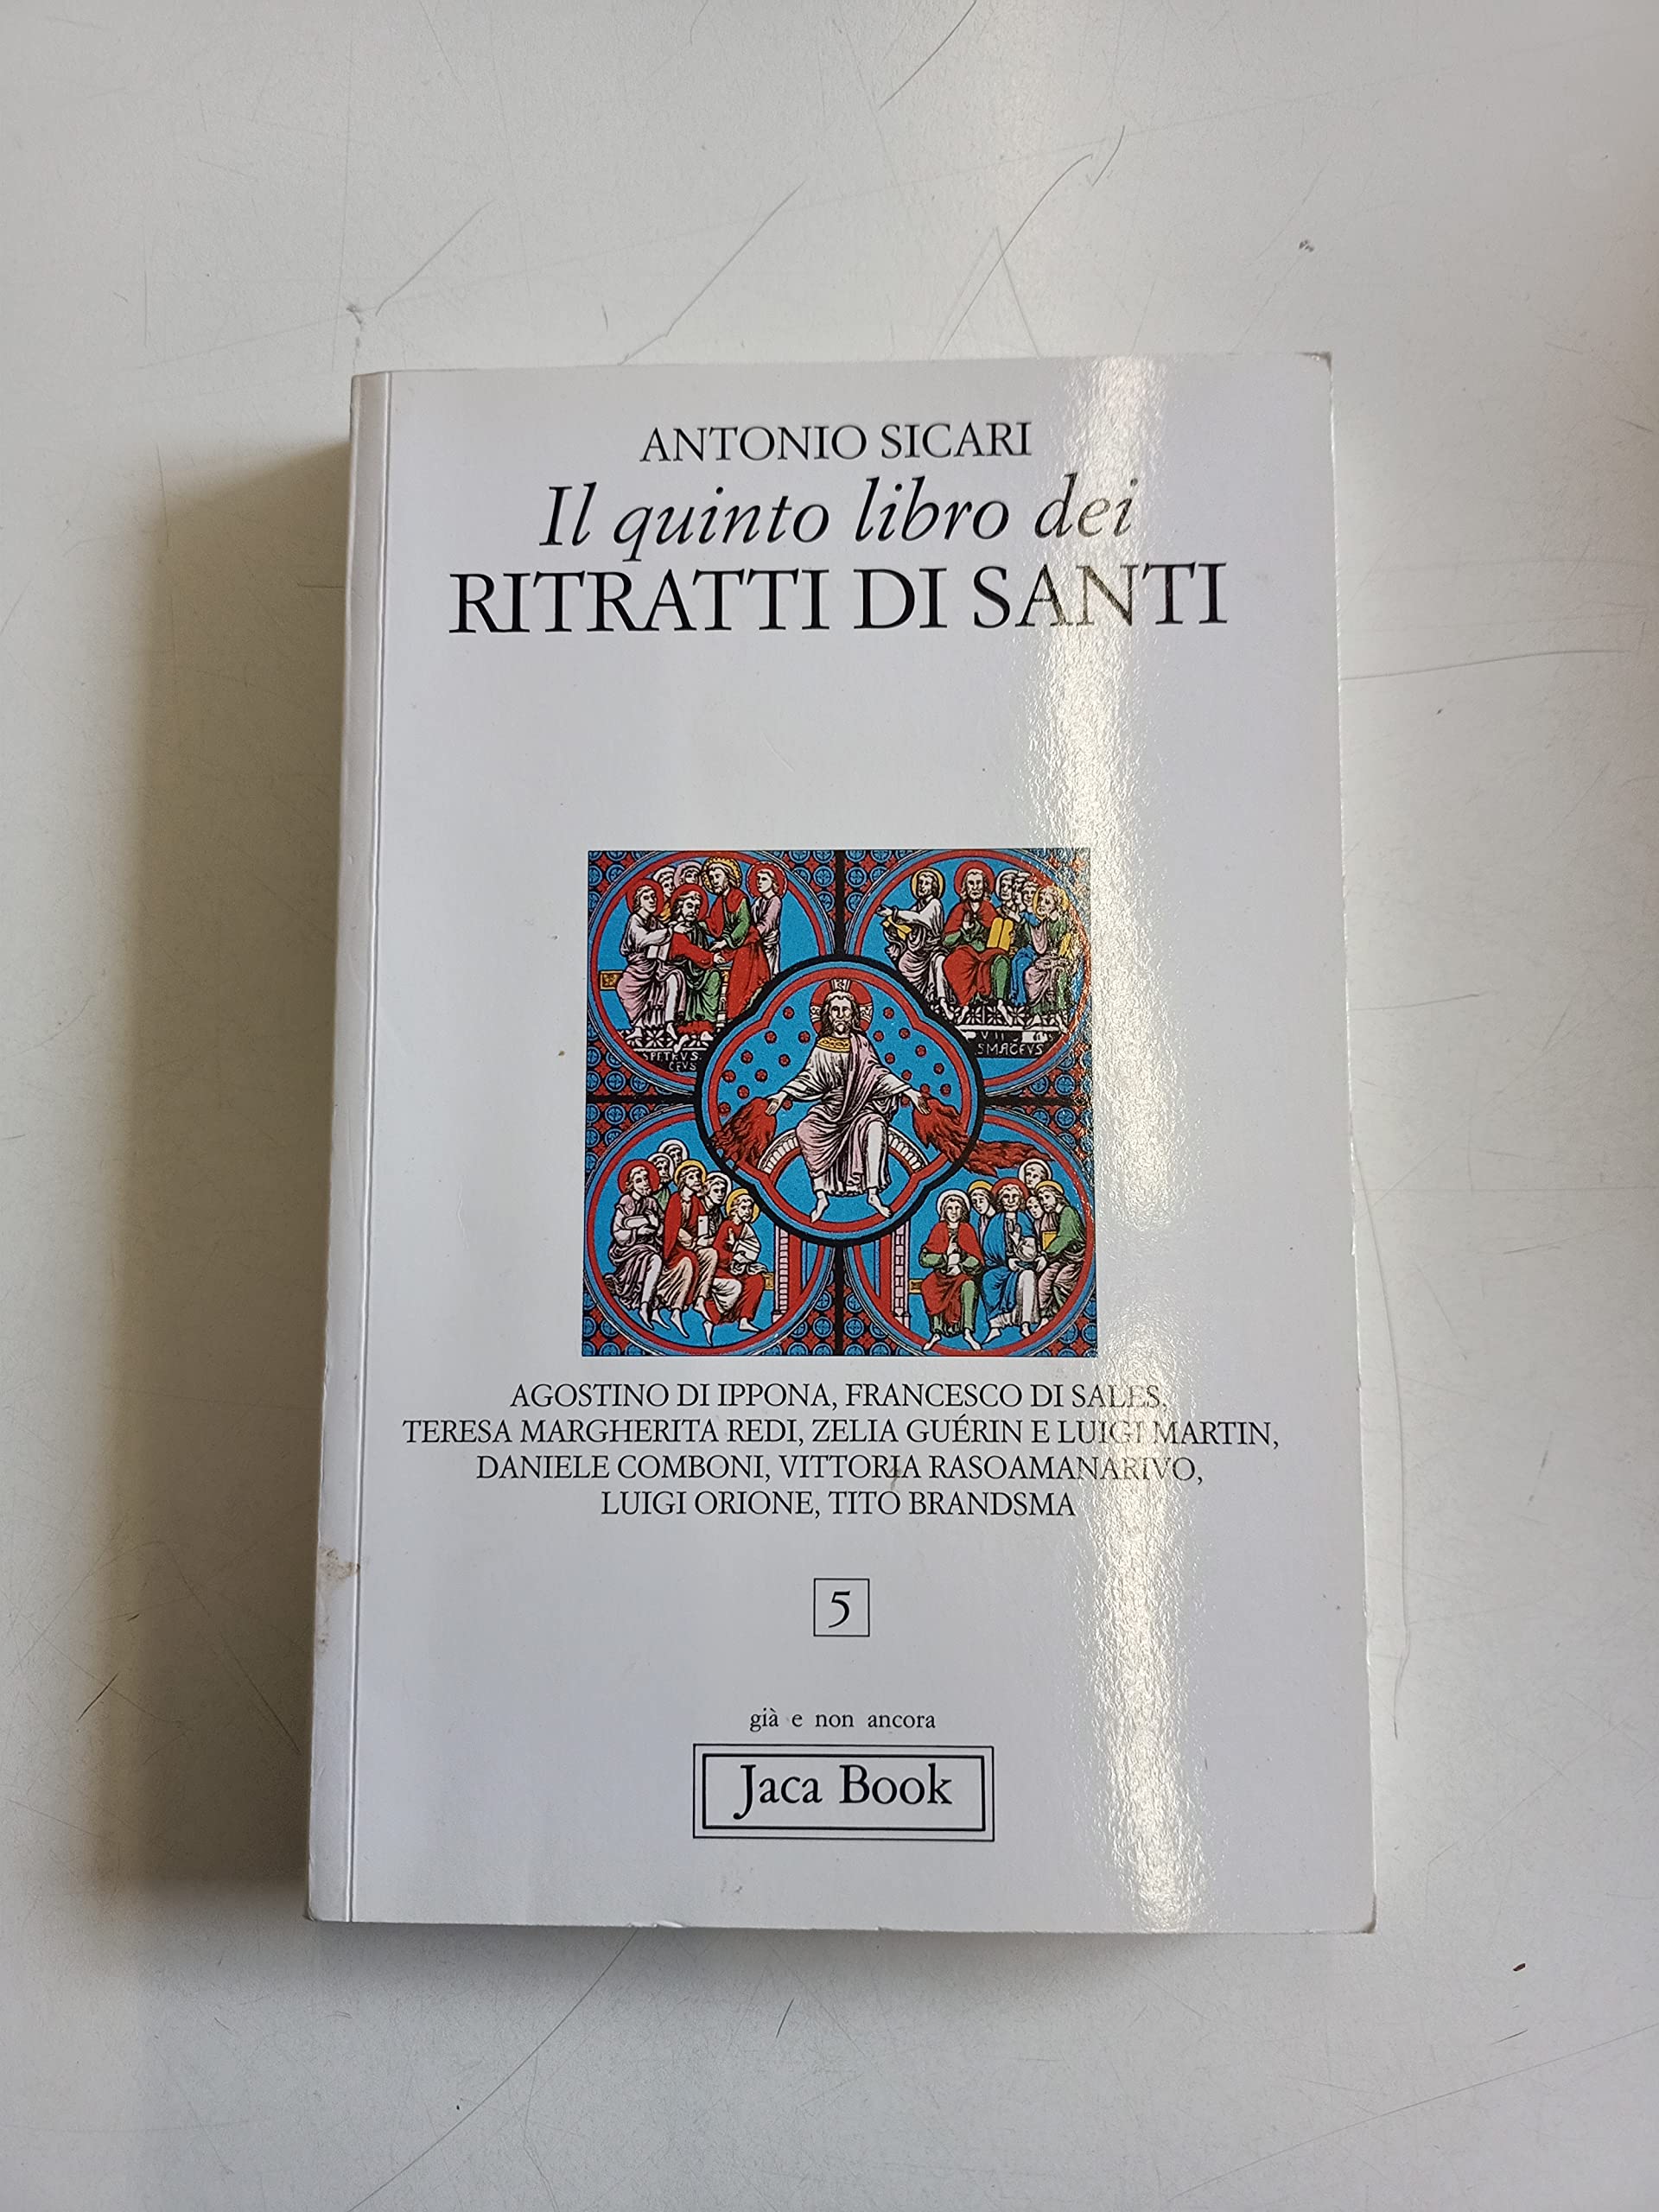 ANTONIO SICARI
Il quinto libro dei
RITRATTI DI SANTI
SMACEVS
AGOSTINO DI IPPONA, FRANCESCO DI SALES,
TERESA MARGHERITA REDI, ZELIA GUÉRIN E LUIGI MARTIN,
DANIELE COMBONI, VITTORIA RASOAMANARIVO,
LUIGI ORIONE, TITO BRANDSMA
5
già e non ancora
Jaca Book